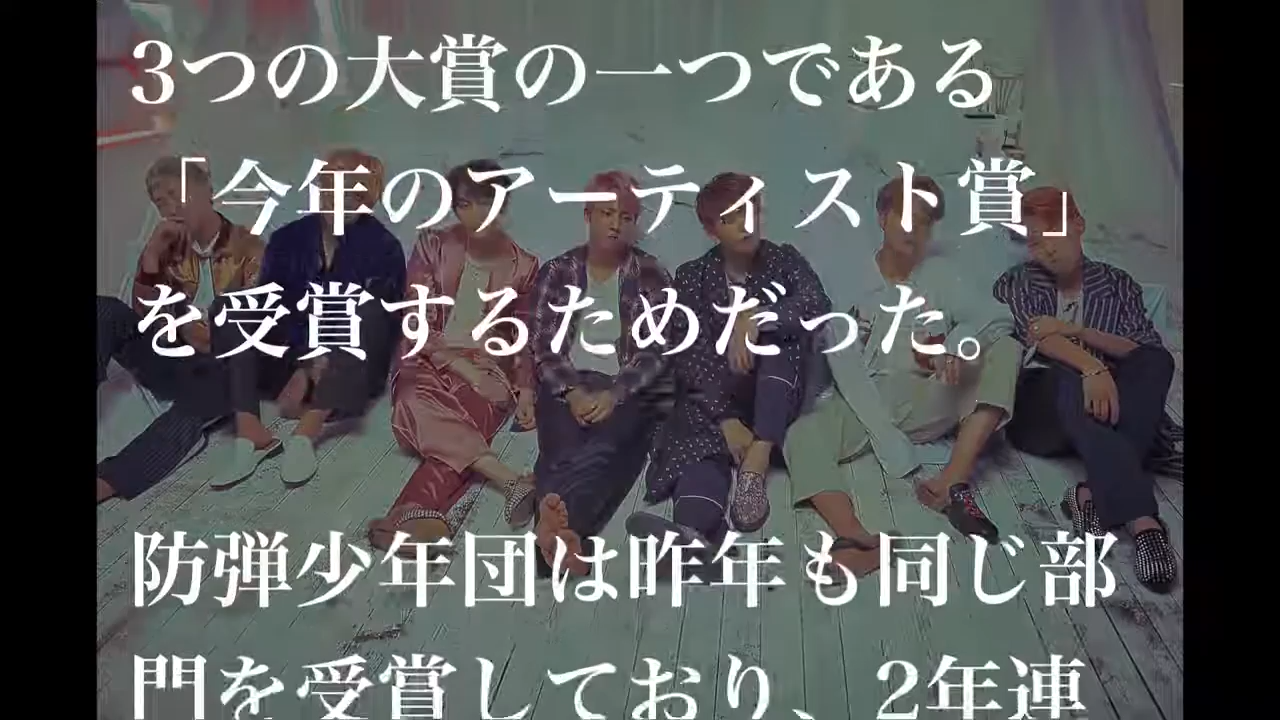 3つの大賞の一つである
「今年のアーティスト賞」
を受賞するためだった。
防弾少年団は昨年も同じ部
門を受賞しており、2年連